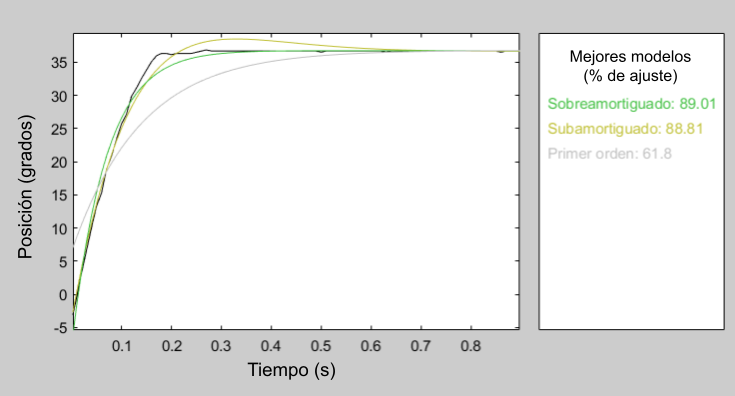 Posición (grados)
35
30
25
20
15
10
5
0
-5
0.1 0.2 0.3 0.4 0.5 0.6 0.7 0.8
Tiempo (s)
Mejores modelos
(% de ajuste)
Sobreamortiguado: 89.01
Subamortiguado: 88.81
Primer orden: 61.8